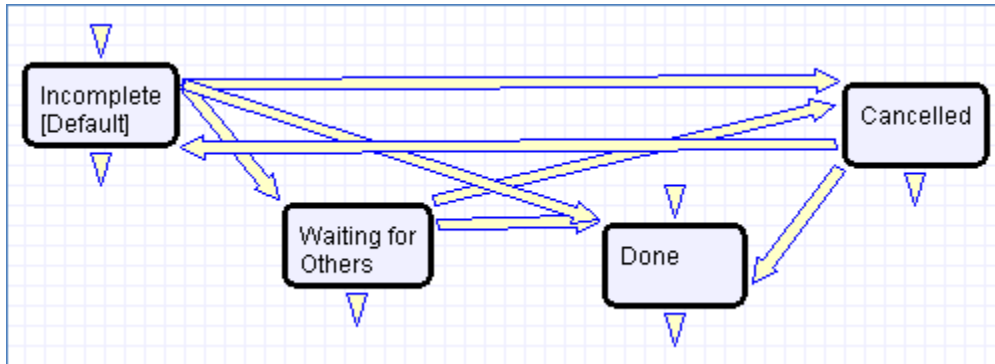 Incomplete
[Default]
Cancelled
Waiting for
Others
Done